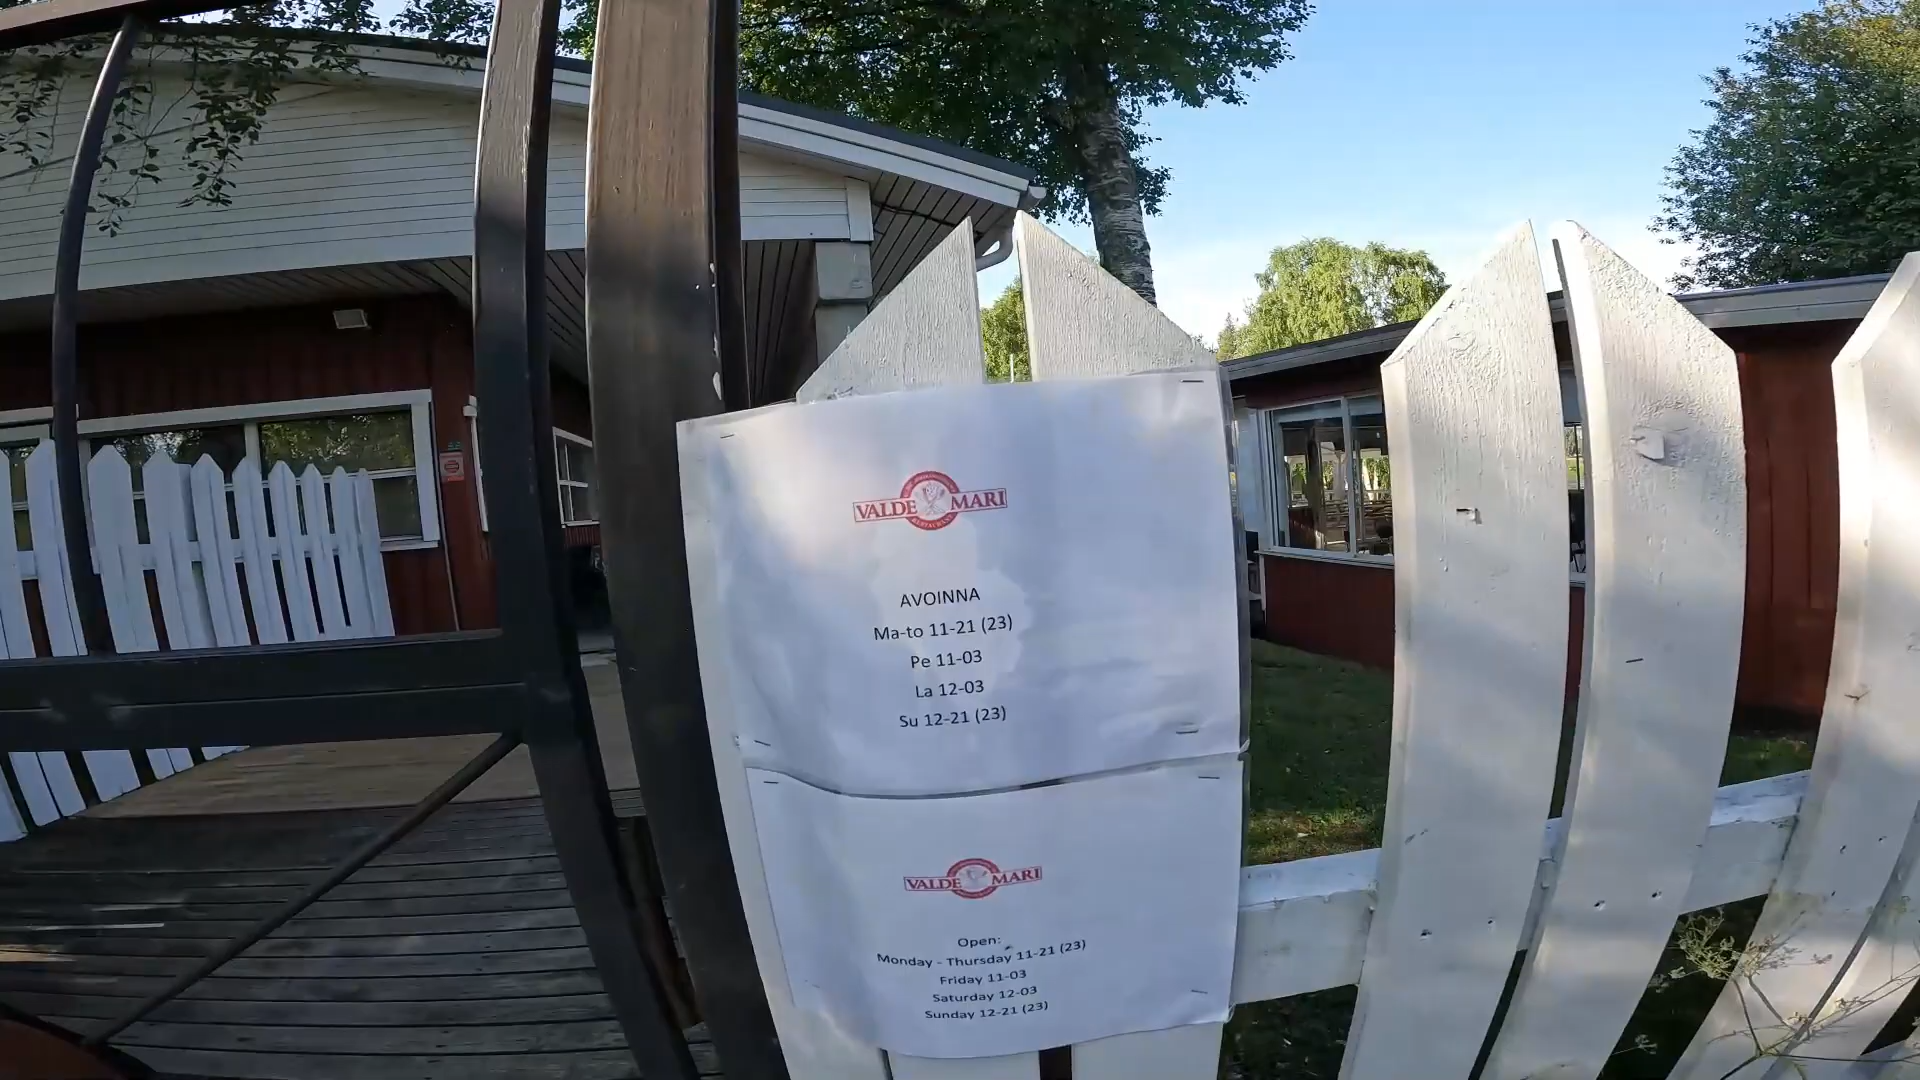 VALDE MARI
RESTAURANT
AVOINNA
Ma-to 11-21 (23)
Pe 11-03
La 12-03
Su 12-21 (23)
VALDE MARI
Open:
Monday - Thursday 11-21 (23)
Friday 11-03
Saturday 12-03
Sunday 12-21 (23)